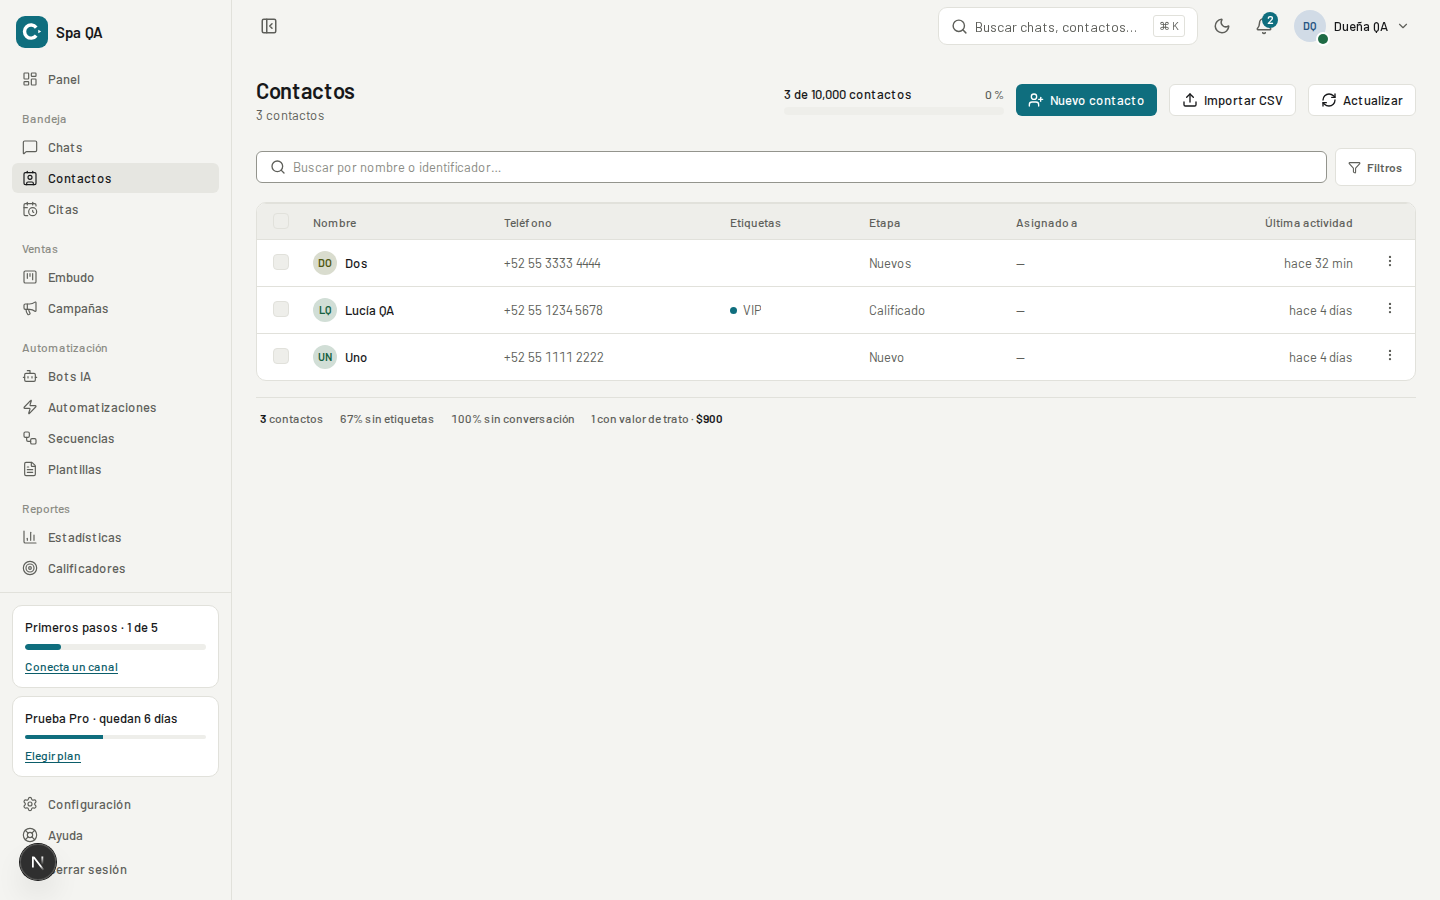 Spa QA
Panel
Bandeja
Chats
Contactos
Citas
Ventas
Embudo
Campañas
Automatización
Bots IA
Automatizaciones
Secuencias
Plantillas
Reportes
Estadísticas
Calificadores
Primeros pasos · 1 de 5
Conecta un canal
Prueba Pro · quedan 6 días
Elegir plan
Configuración
Ayuda
N
errar sesión
Buscar chats, contactos...
⌘ K
2
DQ
Dueña QA
Contactos
3 contactos
3 de 10,000 contactos 0 %
Nuevo contacto
Importar CSV
Actualizar
Buscar por nombre o identificador...
Filtros
Nombre Teléfono Etiquetas Etapa Asignado a Última actividad
DO Dos +52 55 3333 4444 Nuevos — hace 32 min
LQ Lucía QA +52 55 1234 5678 VIP Calificado — hace 4 días
UN Uno +52 55 1111 2222 Nuevo — hace 4 días
3 contactos 67% sin etiquetas 100% sin conversación 1 con valor de trato · $900